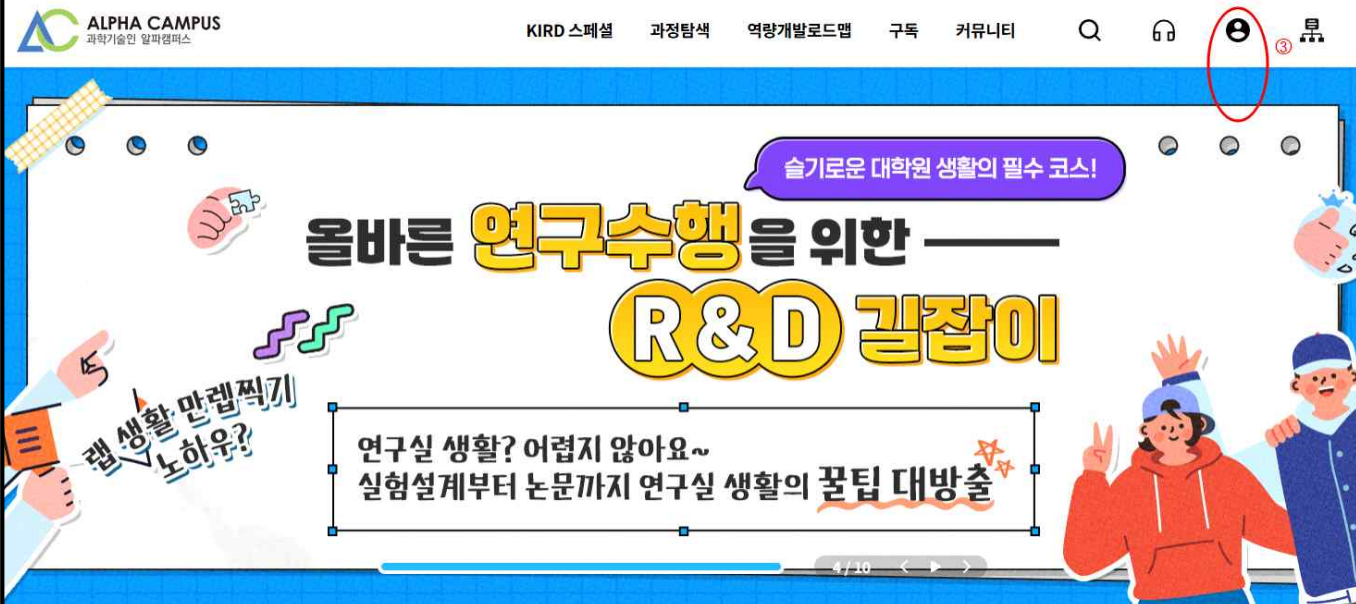 ALPHA CAMPUS
과학기술인 알파캠퍼스
KIRD 스페셜 과정탐색 역량개발로드맵 구독 커뮤니티
③
슬기로운 대학원 생활의 필수 코스!
올바른 연구수행을 위한
R&D 길잡이
랩 생활 만렙찍기
노하우?
연구실 생활? 어렵지 않아요~
실험설계부터 논문까지 연구실 생활의 꿀팁 대방출
4 / 10